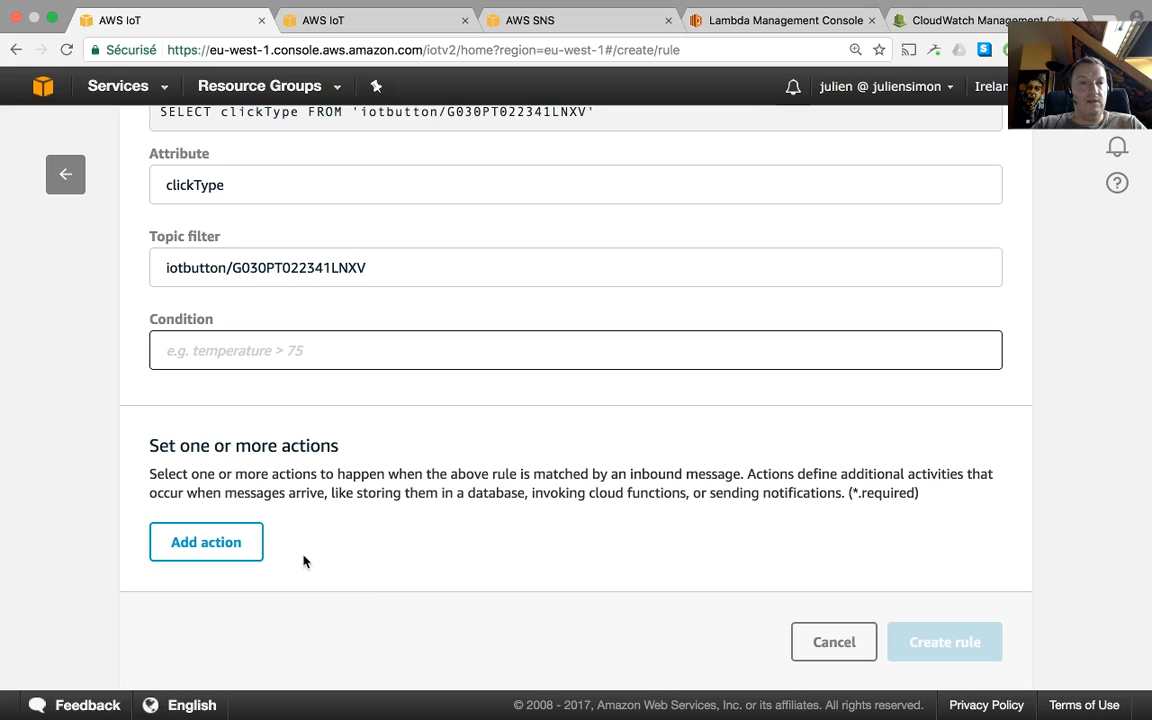 AWS IoT
AWS IoT
AWS SNS
Lambda Management Console
CloudWatch Management Co
Sécurisé
https://eu-west-1.console.aws.amazon.com/iotv2/home?region=eu-west-1#/create/rule
Services
Resource Groups
julien @ juliensimon
Irelan
SELECT clickType FROM 'iotbutton/G030PT022341LNXV'
Attribute
clickType
Topic filter
iotbutton/G030PT022341LNXV
Condition
e.g. temperature > 75
Set one or more actions
Select one or more actions to happen when the above rule is matched by an inbound message. Actions define additional activities that
occur when messages arrive, like storing them in a database, invoking cloud functions, or sending notifications. (*.required)
Add action
Cancel
Create rule
Feedback
English
© 2008 - 2017, Amazon Web Services, Inc. or its affiliates. All rights reserved.
Privacy Policy
Terms of Use